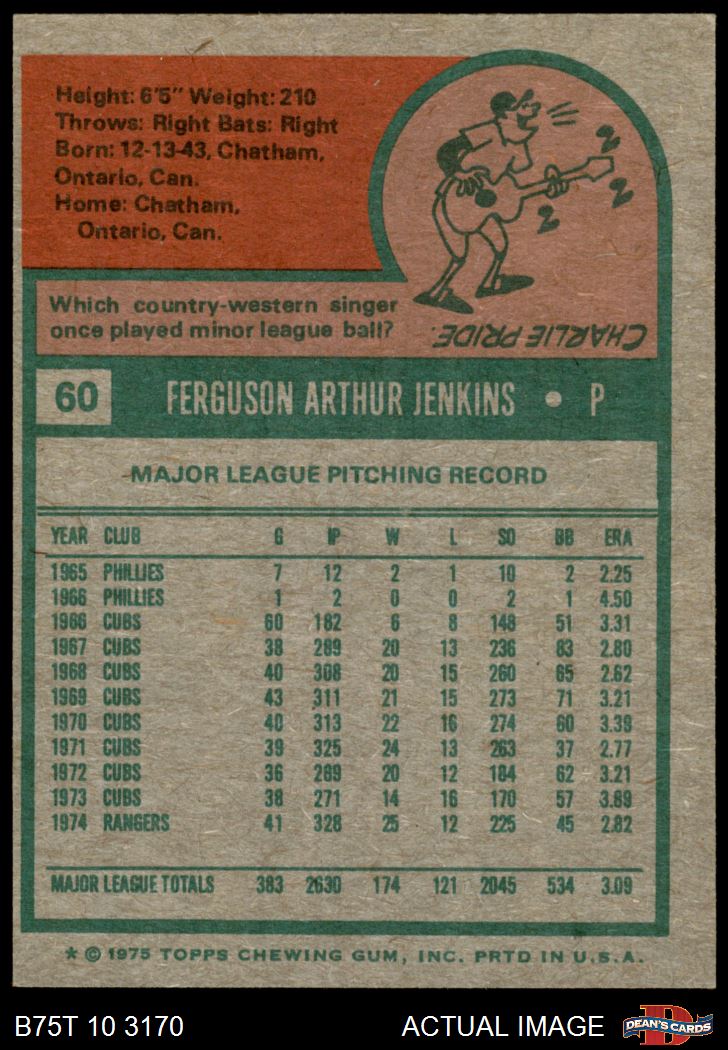 Height: 6'5" Weight: 210
Throws: Right Bats: Right
Born: 12-13-43, Chatham,
Ontario, Can.
Home: Chatham,
Ontario, Can.
Which country-western singer
once played minor league ball?
CHARLIE PRIDE.
60 FERGUSON ARTHUR JENKINS • P
MAJOR LEAGUE PITCHING RECORD
YEAR CLUB G IP W L SO BB ERA
1965 PHILLIES 7 12 2 1 10 2 2.25
1966 PHILLIES 1 2 0 0 2 1 4.50
1966 CUBS 60 182 6 8 148 51 3.31
1967 CUBS 38 289 20 13 236 83 2.80
1968 CUBS 40 308 20 15 260 65 2.62
1969 CUBS 43 311 21 15 273 71 3.21
1970 CUBS 40 313 22 16 274 60 3.39
1971 CUBS 39 325 24 13 263 37 2.77
1972 CUBS 36 289 20 12 184 62 3.21
1973 CUBS 38 271 14 16 170 57 3.89
1974 RANGERS 41 328 25 12 225 45 2.82
MAJOR LEAGUE TOTALS 383 2630 174 121 2045 534 3.09
* © 1975 TOPPS CHEWING GUM, INC. PRTD IN U.S.A.
B75T 10 3170 ACTUAL IMAGE D DEAN'S CARDS